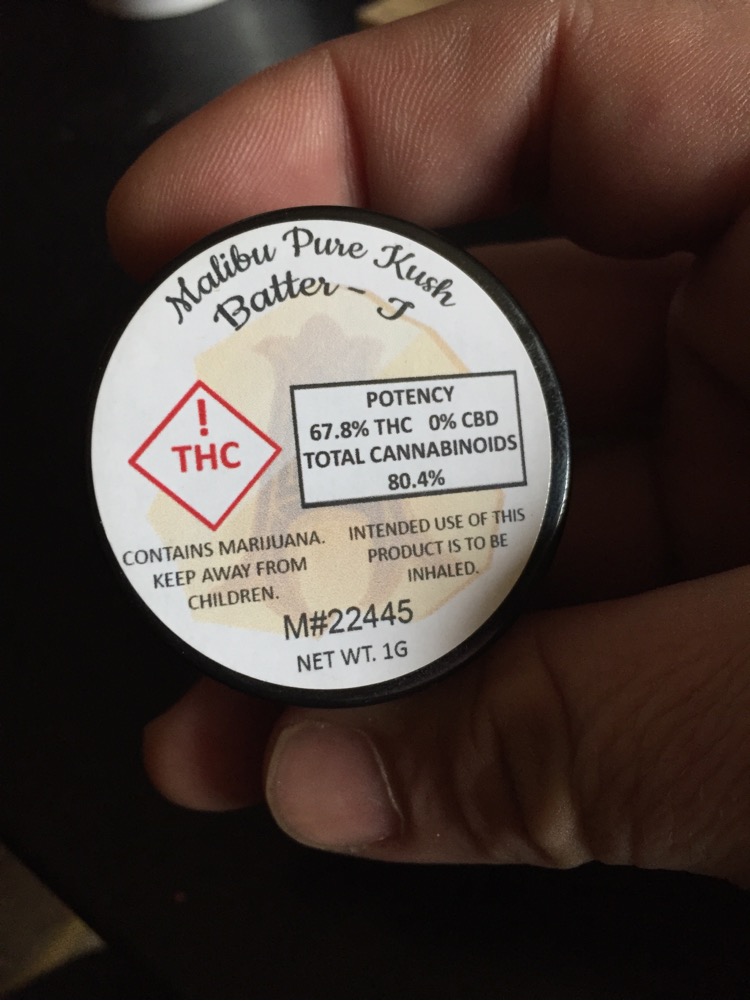 Malibu Pure Kush
Batter - J
!
THC
POTENCY
67.8% THC 0% CBD
TOTAL CANNABINOIDS
80.4%
CONTAINS MARIJUANA.
KEEP AWAY FROM
CHILDREN.
INTENDED USE OF THIS
PRODUCT IS TO BE
INHALED.
M#22445
NET WT. 1G